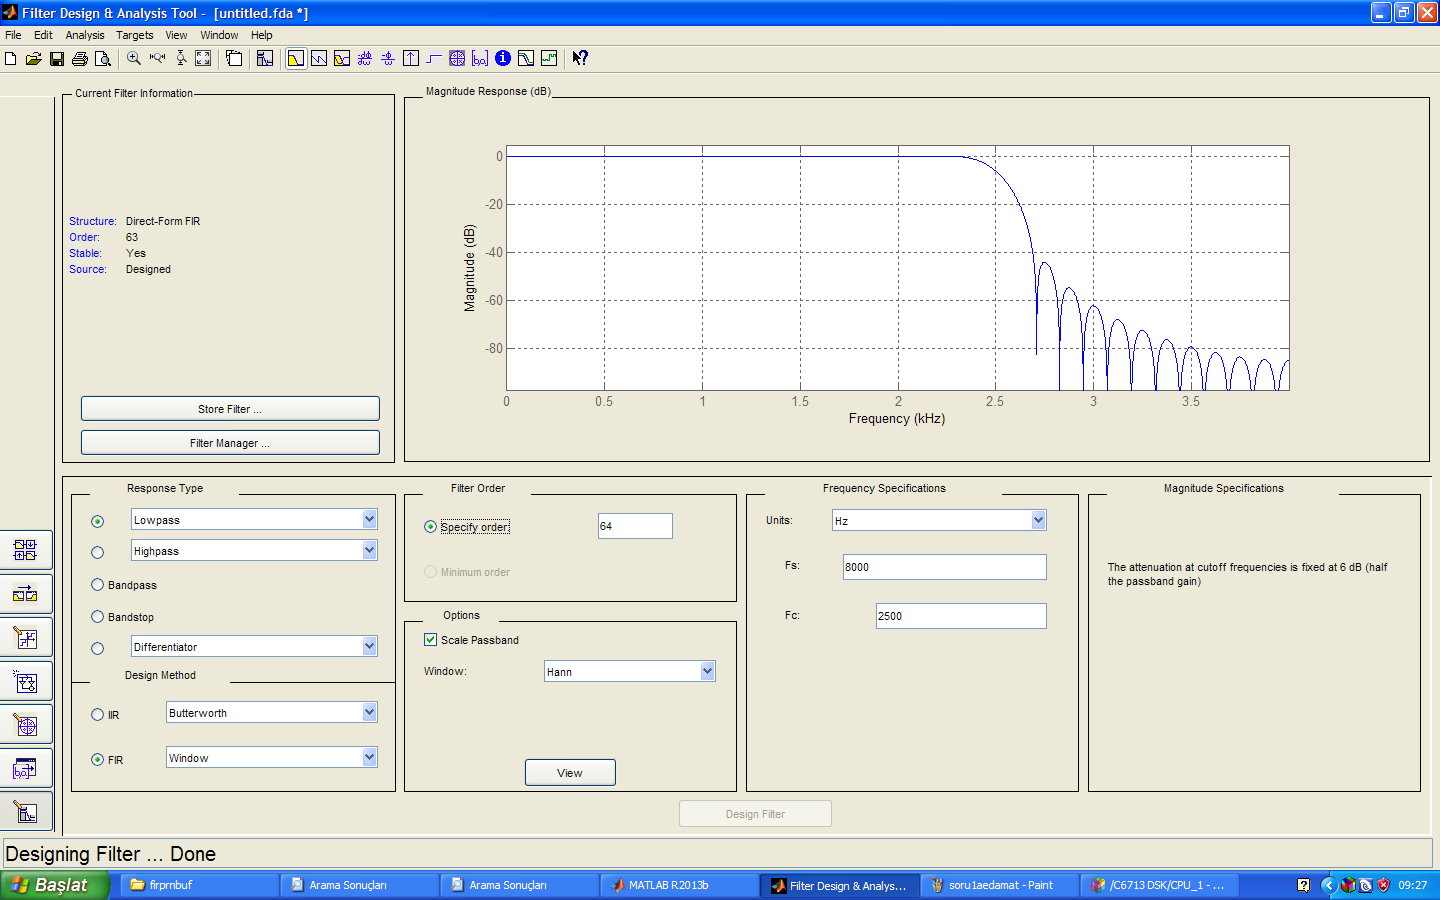 Filter Design & Analysis Tool - [untitled.fda *]
File Edit Analysis Targets View Window Help
Current Filter Information
Structure: Direct-Form FIR
Order: 63
Stable: Yes
Source: Designed
Store Filter ...
Filter Manager ...
Magnitude Response (dB)
Magnitude (dB)
0
-20
-40
-60
-80
0 0.5 1 1.5 2 2.5 3 3.5
Frequency (kHz)
Response Type
Lowpass
Highpass
Bandpass
Bandstop
Differentiator
Design Method
IIR Butterworth
FIR Window
Filter Order
Specify order: 64
Minimum order
Options
Scale Passband
Window: Hann
View
Frequency Specifications
Units: Hz
Fs: 8000
Fc: 2500
Magnitude Specifications
The attenuation at cutoff frequencies is fixed at 6 dB (half
the passband gain)
Design Filter
Designing Filter ... Done
Başlat firprnbuf Arama Sonuçları Arama Sonuçları MATLAB R2013b Filter Design & Analys... soru1aedamat - Paint /C6713 DSK/CPU_1 - ... 09:27